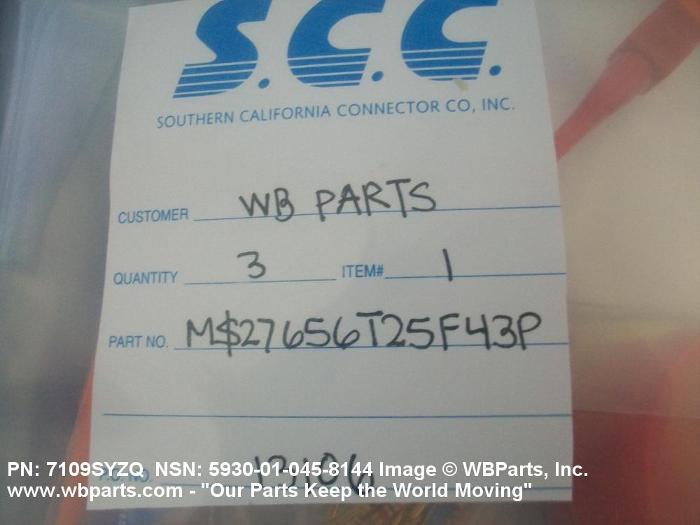 S.C.C.
SOUTHERN CALIFORNIA CONNECTOR CO, INC.
CUSTOMER WB PARTS
QUANTITY 3 ITEM# 1
PART NO. M$27656T25F43P
PN: 7109SYZQ NSN: 5930-01-045-8144 Image © WBParts, Inc.
www.wbparts.com - "Our Parts Keep the World Moving"